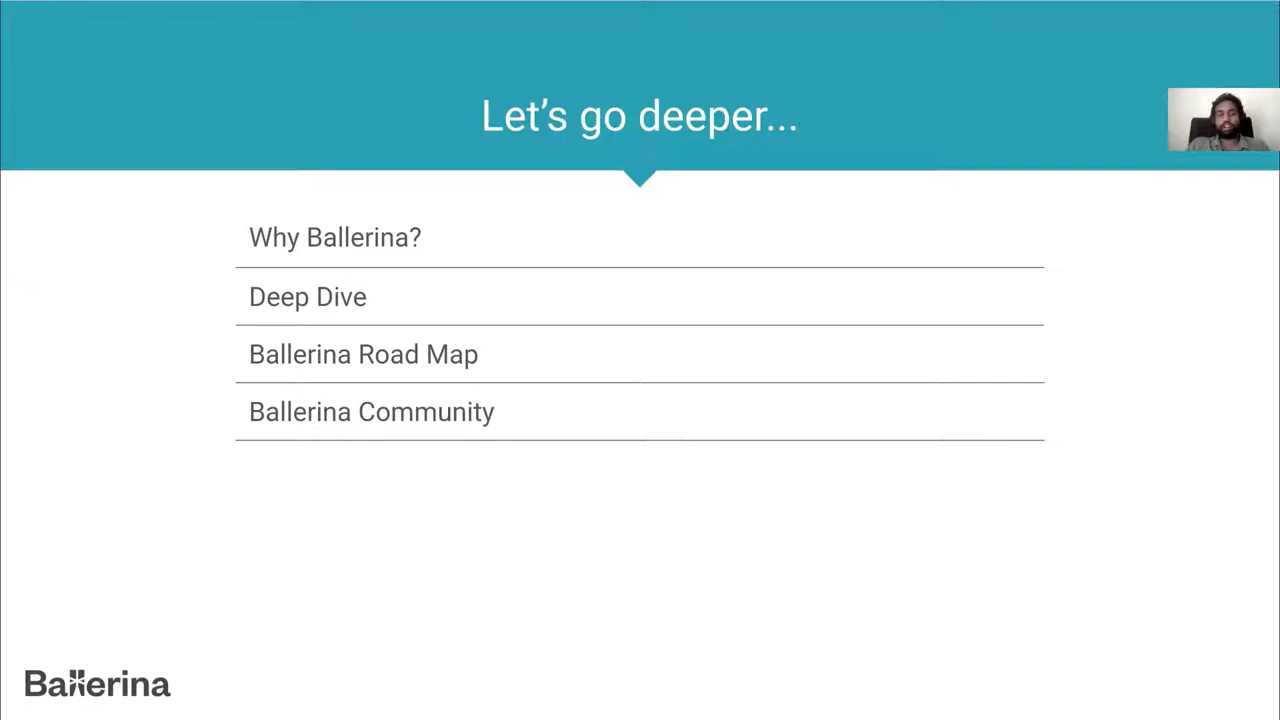 Let's go deeper...
Why Ballerina?
Deep Dive
Ballerina Road Map
Ballerina Community
Ballerina